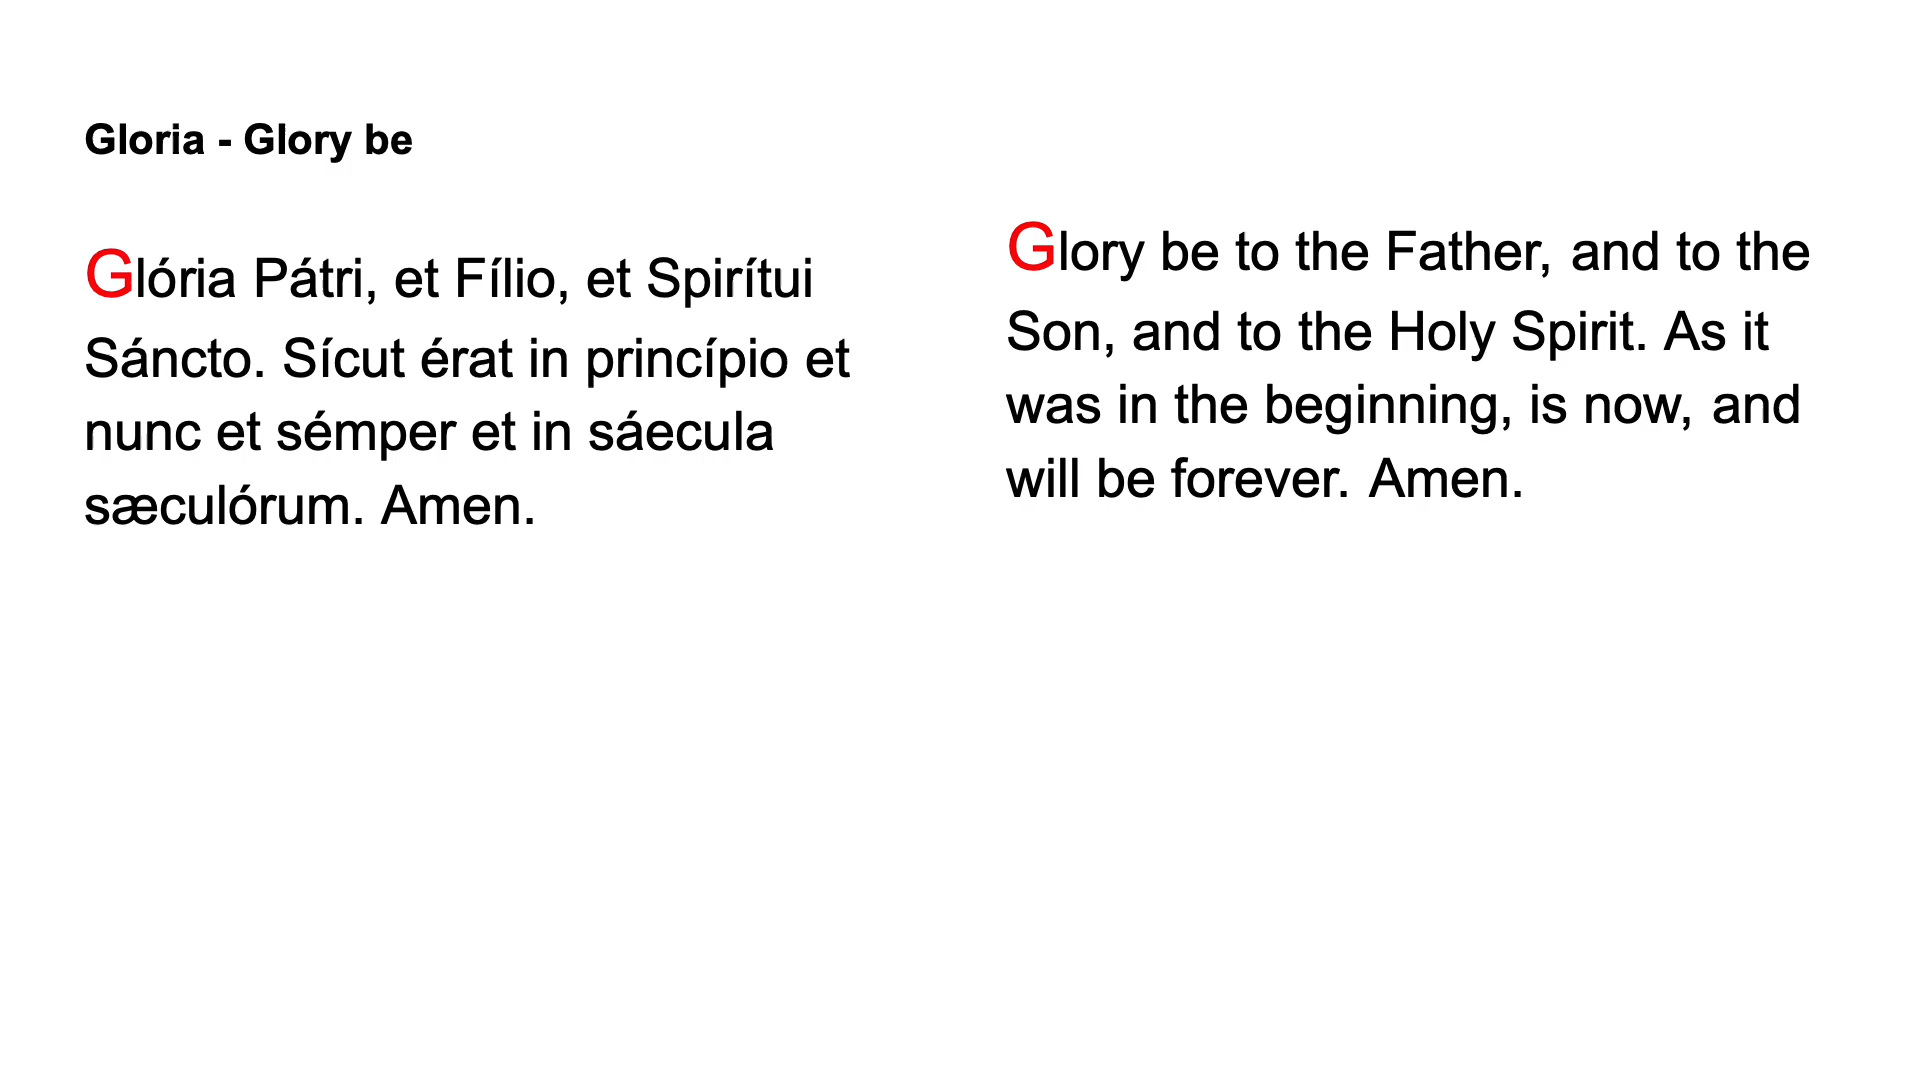 Gloria - Glory be
Glória Pátri, et Fílio, et Spirítui
Sáncto. Sícut érat in princípio et
nunc et sémper et in sáecula
sæculórum. Amen.
Glory be to the Father, and to the
Son, and to the Holy Spirit. As it
was in the beginning, is now, and
will be forever. Amen.